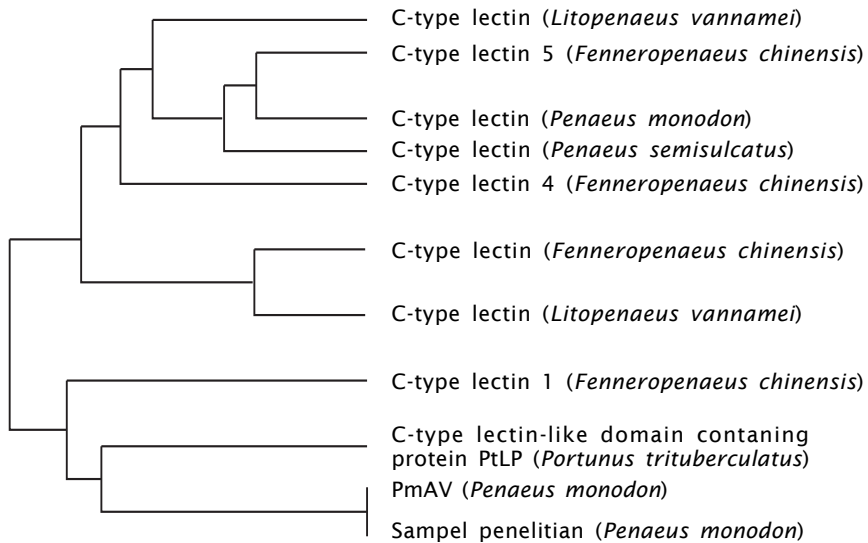 C-type lectin (Litopenaeus vannamei)
C-type lectin 5 (Fenneropenaeus chinensis)
C-type lectin (Penaeus monodon)
C-type lectin (Penaeus semisulcatus)
C-type lectin 4 (Fenneropenaeus chinensis)
C-type lectin (Fenneropenaeus chinensis)
C-type lectin (Litopenaeus vannamei)
C-type lectin 1 (Fenneropenaeus chinensis)
C-type lectin-like domain contaning
protein PtLP (Portunus trituberculatus)
PmAV (Penaeus monodon)
Sampel penelitian (Penaeus monodon)